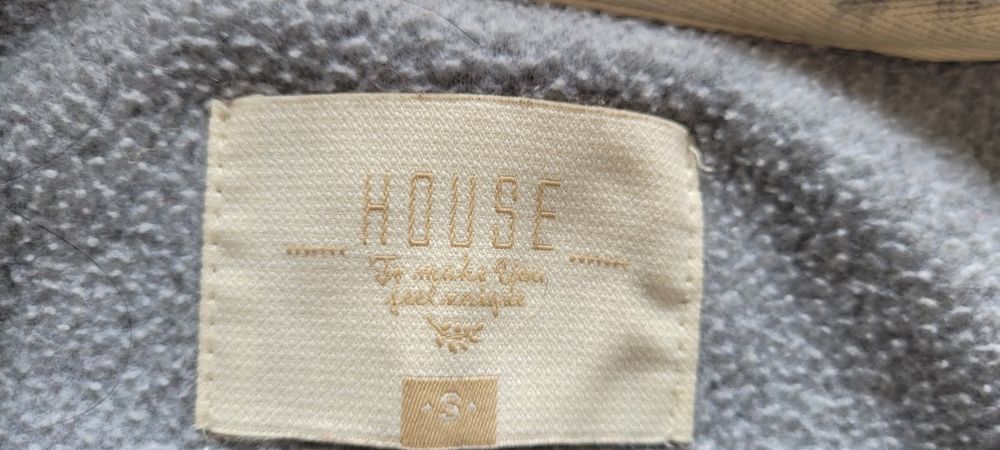 HOUSE
To make You
feel unique
S